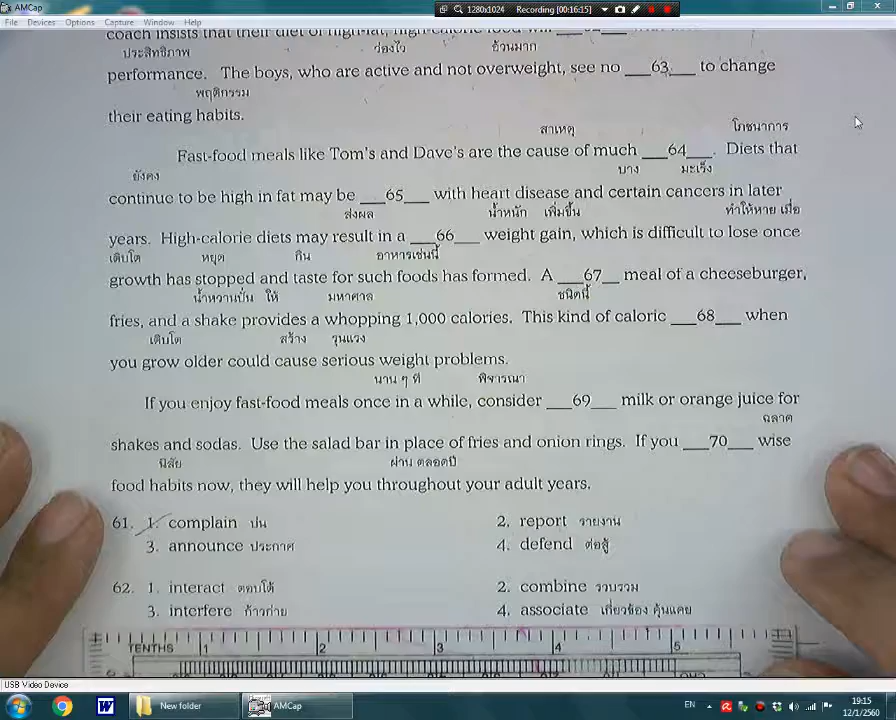 AMCap
Recording [00:16:15]
1280x1024
File Devices Options Capture Window Help
coach insists that their diet of high-fat, high-calorie food will
ประสิทธิภาพ ว่องไว อ้วนมาก
performance. The boys, who are active and not overweight, see no ___63___ to change
พฤติกรรม
their eating habits.
สาเหตุ โภชนาการ
Fast-food meals like Tom's and Dave's are the cause of much ___64___. Diets that
ยังคง บาง มะเร็ง
continue to be high in fat may be ___65___ with heart disease and certain cancers in later
ส่งผล น้ำหนัก เพิ่มขึ้น ทำให้หาย เมื่อ
years. High-calorie diets may result in a ___66___ weight gain, which is difficult to lose once
เติบโต หยุด กิน อาหารเช่นนี้
growth has stopped and taste for such foods has formed. A ___67__ meal of a cheeseburger,
น้ำหวานปั่น ให้ มหาศาล ชนิดนี้
fries, and a shake provides a whopping 1,000 calories. This kind of caloric ___68___ when
เติบโต สร้าง รุนแรง
you grow older could cause serious weight problems.
นาน ๆ ที พิจารณา
If you enjoy fast-food meals once in a while, consider ___69___ milk or orange juice for
ฉลาด
shakes and sodas. Use the salad bar in place of fries and onion rings. If you ___70___ wise
นิสัย ผ่าน ตลอดปี
food habits now, they will help you throughout your adult years.
61. 1. complain บ่น 2. report รายงาน
3. announce ประกาศ 4. defend ต่อสู้
62. 1. interact ตอบโต้ 2. combine รวบรวม
3. interfere ก้าวก่าย 4. associate เกี่ยวข้อง คุ้นเคย
TENTHS 1 2 3 4 5
USB Video Device
New folder AMCap EN 19:15
12/1/2560